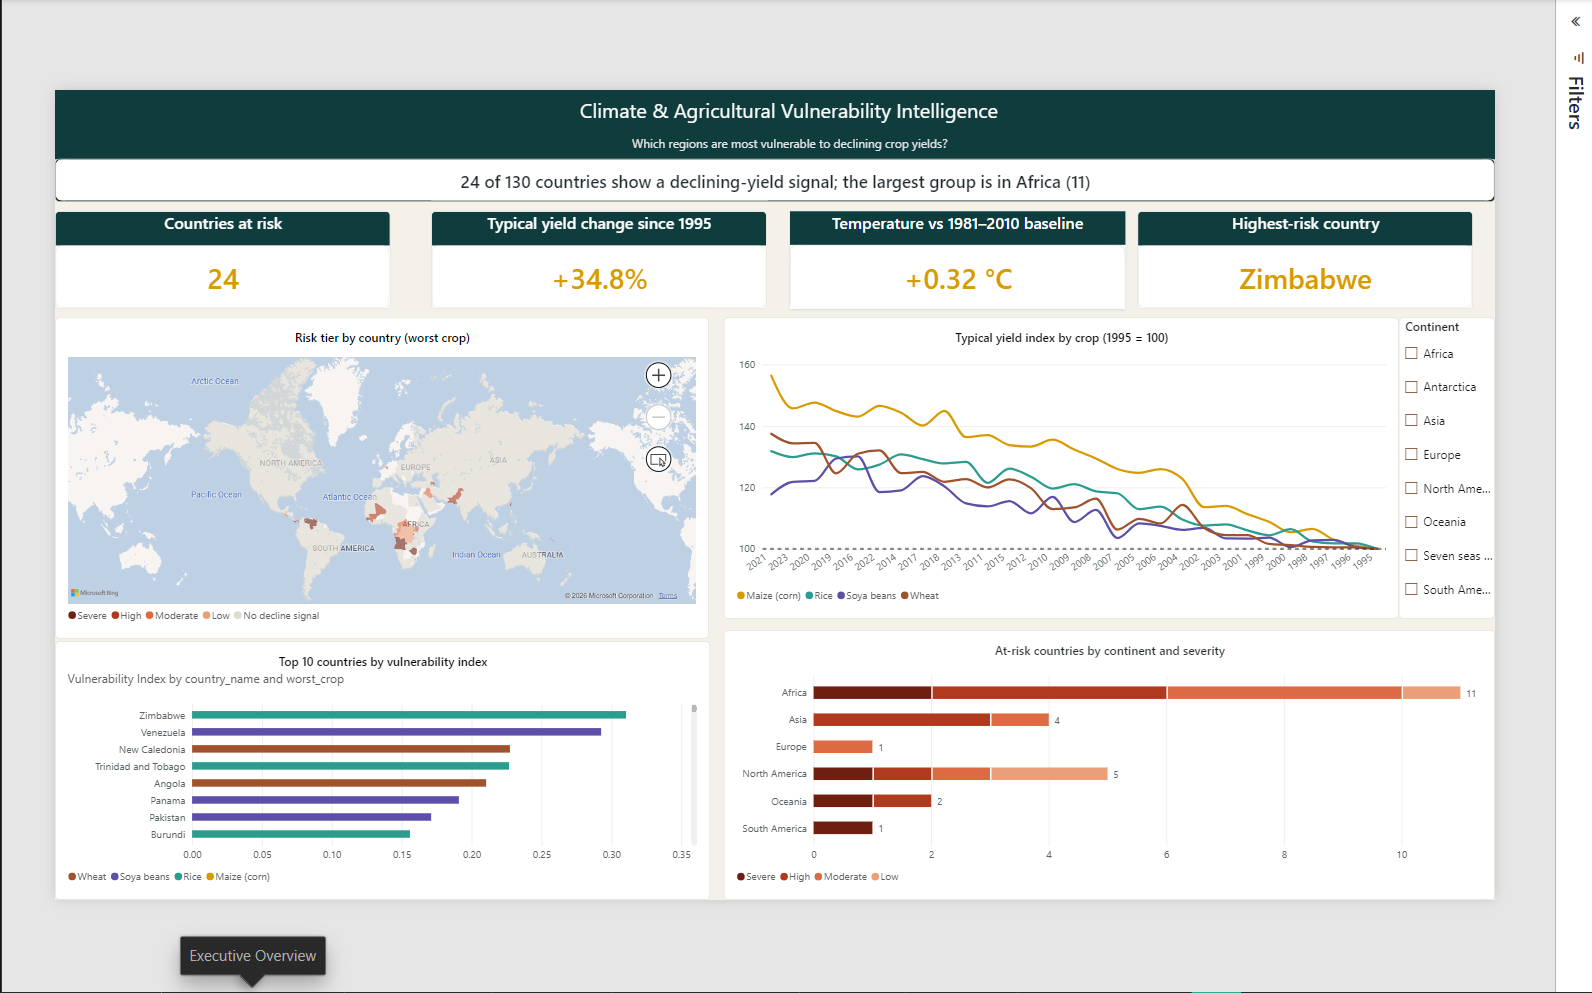 Filters
Climate & Agricultural Vulnerability Intelligence
Which regions are most vulnerable to declining crop yields?
24 of 130 countries show a declining-yield signal; the largest group is in Africa (11)
Countries at risk
24
Typical yield change since 1995
+34.8%
Temperature vs 1981–2010 baseline
+0.32 °C
Highest-risk country
Zimbabwe
Risk tier by country (worst crop)
Arctic Ocean
NORTH AMERICA
EUROPE
ASIA
Pacific Ocean
Atlantic Ocean
AFRICA
SOUTH AMERICA
Indian Ocean
AUSTRALIA
Microsoft Bing
© 2026 Microsoft Corporation Terms
Severe High Moderate Low No decline signal
Typical yield index by crop (1995 = 100)
160
140
120
100
2021 2023 2020 2019 2016 2022 2014 2017 2018 2013 2011 2015 2012 2010 2009 2008 2007 2005 2006 2004 2002 2003 2001 1999 2000 1998 1997 1996 1995
Maize (corn) Rice Soya beans Wheat
Continent
Africa
Antarctica
Asia
Europe
North Ame...
Oceania
Seven seas ...
South Ame...
Top 10 countries by vulnerability index
Vulnerability Index by country_name and worst_crop
Zimbabwe
Venezuela
New Caledonia
Trinidad and Tobago
Angola
Panama
Pakistan
Burundi
0.00 0.05 0.10 0.15 0.20 0.25 0.30 0.35
Wheat Soya beans Rice Maize (corn)
At-risk countries by continent and severity
Africa 11
Asia 4
Europe 1
North America 5
Oceania 2
South America 1
0 2 4 6 8 10
Severe High Moderate Low
Executive Overview